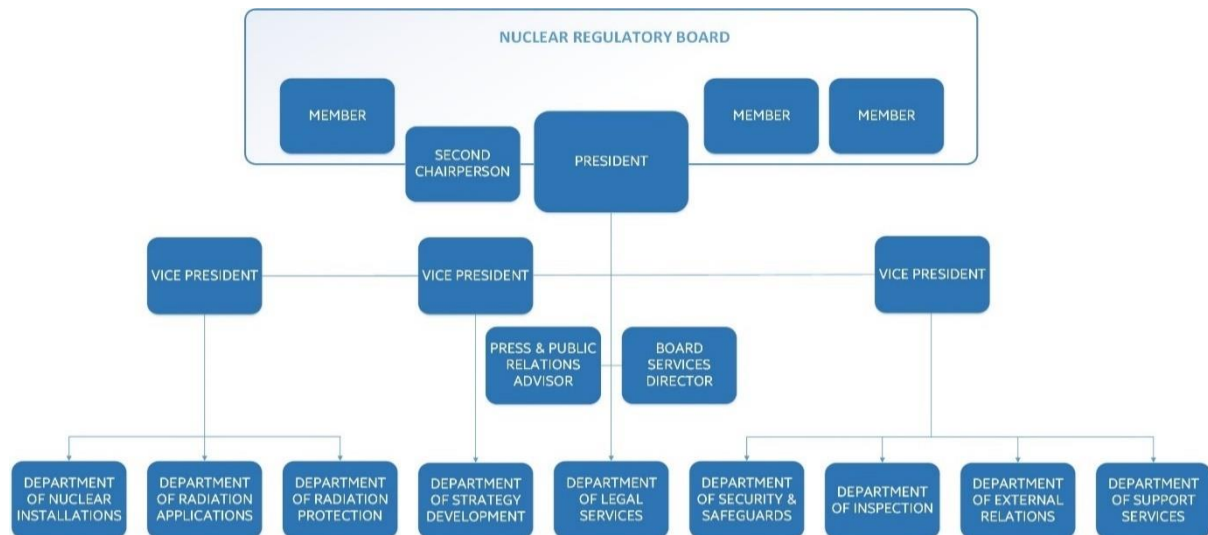 NUCLEAR REGULATORY BOARD
MEMBER
SECOND
CHAIRPERSON
PRESIDENT
MEMBER
MEMBER
VICE PRESIDENT
VICE PRESIDENT
VICE PRESIDENT
PRESS & PUBLIC
RELATIONS
ADVISOR
BOARD
SERVICES
DIRECTOR
DEPARTMENT
OF NUCLEAR
INSTALLATIONS
DEPARTMENT
OF RADIATION
APPLICATIONS
DEPARTMENT
OF RADIATION
PROTECTION
DEPARTMENT
OF STRATEGY
DEVELOPMENT
DEPARTMENT
OF LEGAL
SERVICES
DEPARTMENT
OF SECURITY &
SAFEGUARDS
DEPARTMENT
OF INSPECTION
DEPARTMENT
OF EXTERNAL
RELATIONS
DEPARTMENT
OF SUPPORT
SERVICES